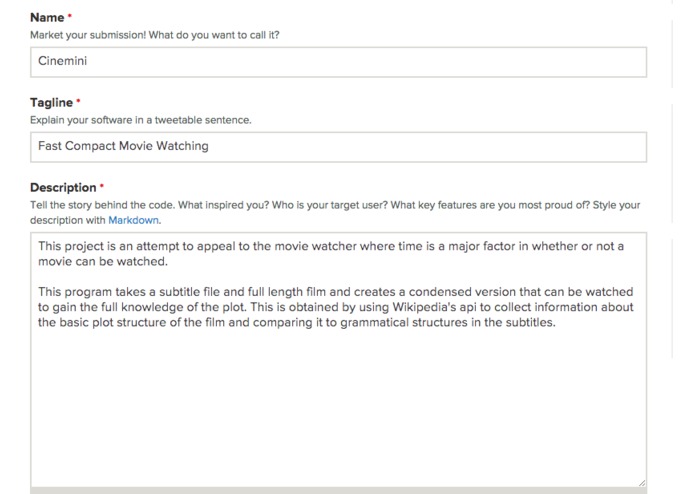 Name *
Market your submission! What do you want to call it?
Cinemini
Tagline *
Explain your software in a tweetable sentence.
Fast Compact Movie Watching
Description *
Tell the story behind the code. What inspired you? Who is your target user? What key features are you most proud of? Style your
description with Markdown.
This project is an attempt to appeal to the movie watcher where time is a major factor in whether or not a
movie can be watched.
This program takes a subtitle file and full length film and creates a condensed version that can be watched
to gain the full knowledge of the plot. This is obtained by using Wikipedia's api to collect information about
the basic plot structure of the film and comparing it to grammatical structures in the subtitles.